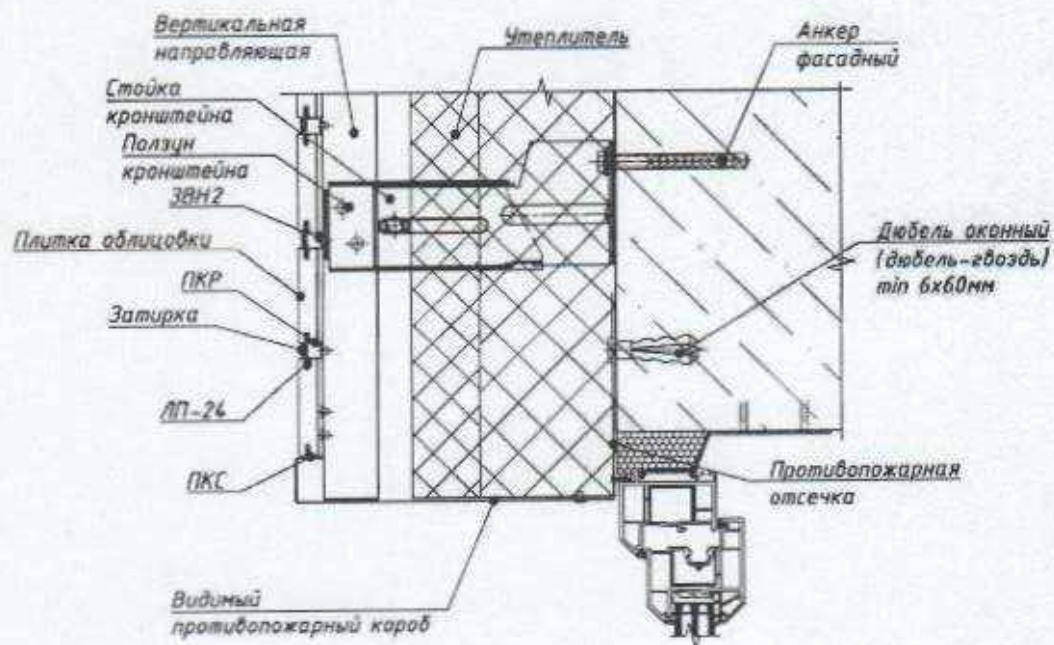 Вертикальная
направляющая
Утеплитель
Анкер
фасадный
Стойка
кронштейна
Ползун
кронштейна
ЗВН2
Плитка облицовки
ПКР
Затирка
ЛП-24
ПКС
Дюбель оконный
(дюбель-гвоздь)
min 6х60мм
Противопожарная
отсечка
Видимый
противопожарный короб